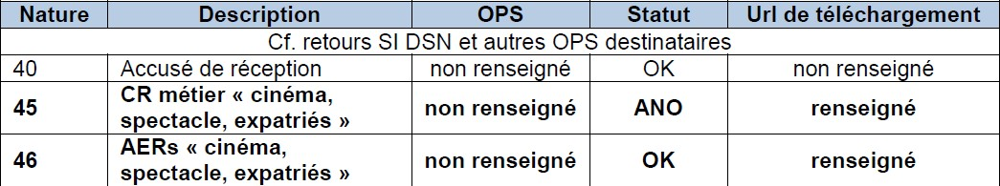 Nature Description OPS Statut Url de téléchargement
Cf. retours SI DSN et autres OPS destinataires
40 Accusé de réception non renseigné OK non renseigné
45 CR métier « cinéma, spectacle, expatriés » non renseigné ANO renseigné
46 AERs « cinéma, spectacle, expatriés » non renseigné OK renseigné